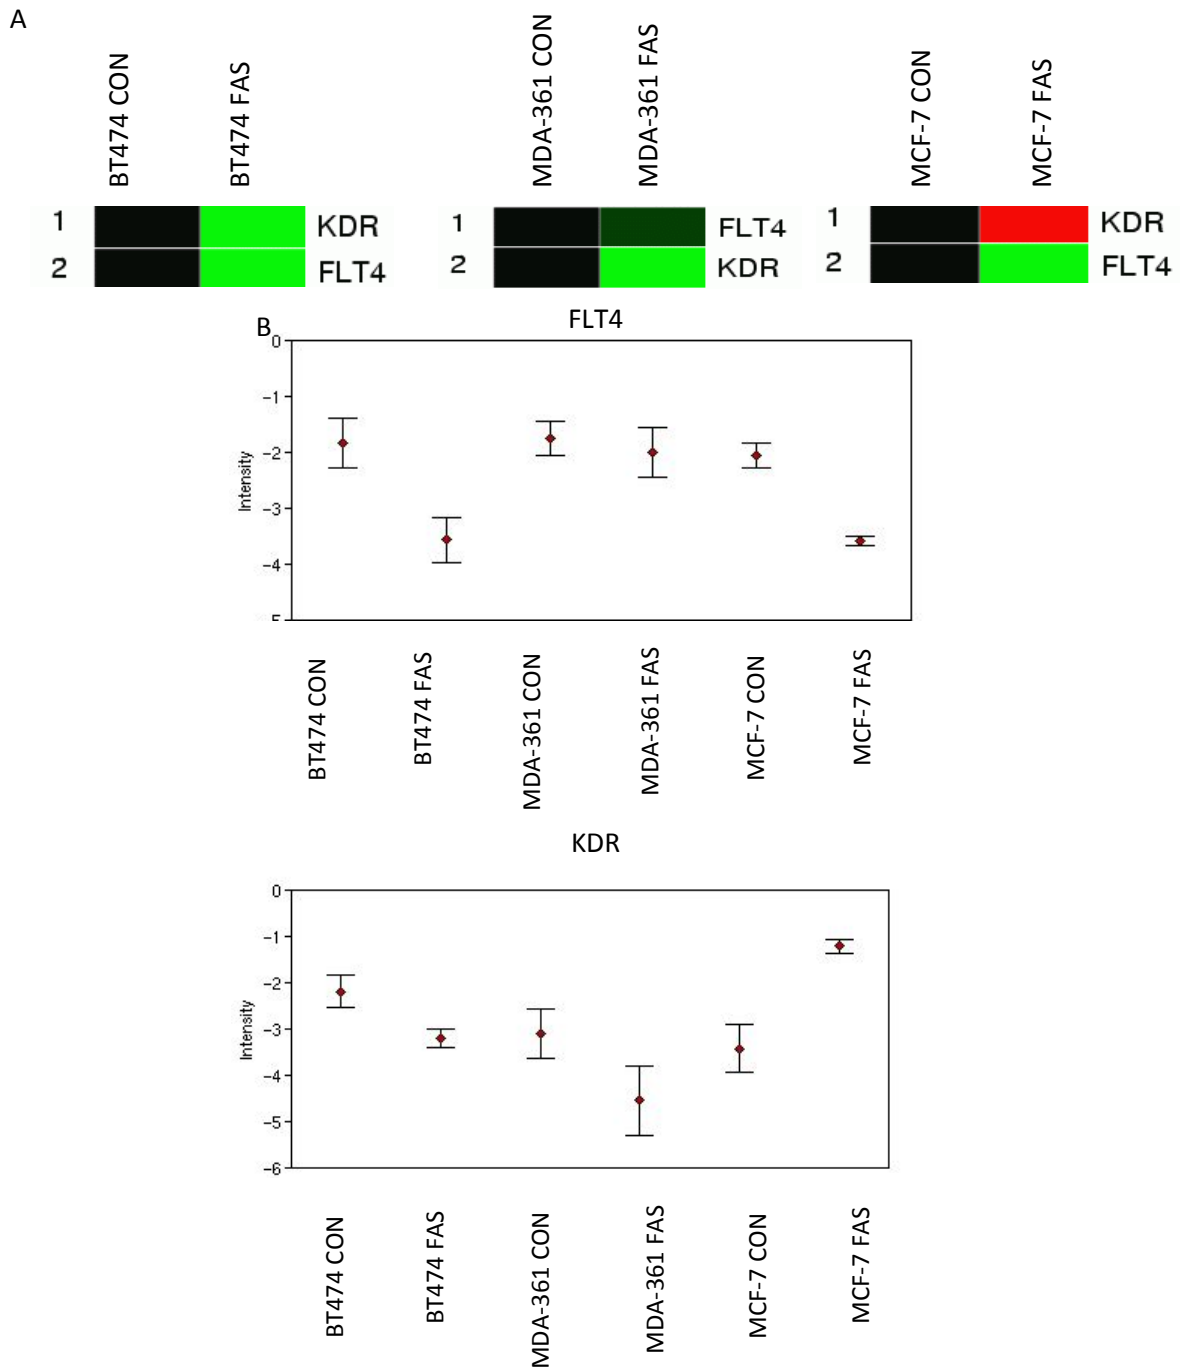 A
BT474 CON
BT474 FAS
MDA-361 CON
MDA-361 FAS
MCF-7 CON
MCF-7 FAS
1 KDR
2 FLT4
1 FLT4
2 KDR
1 KDR
2 FLT4
B
FLT4
Intensity
0
-1
-2
-3
-4
BT474 CON
BT474 FAS
MDA-361 CON
MDA-361 FAS
MCF-7 CON
MCF-7 FAS
KDR
Intensity
0
-1
-2
-3
-4
-5
-6
BT474 CON
BT474 FAS
MDA-361 CON
MDA-361 FAS
MCF-7 CON
MCF-7 FAS